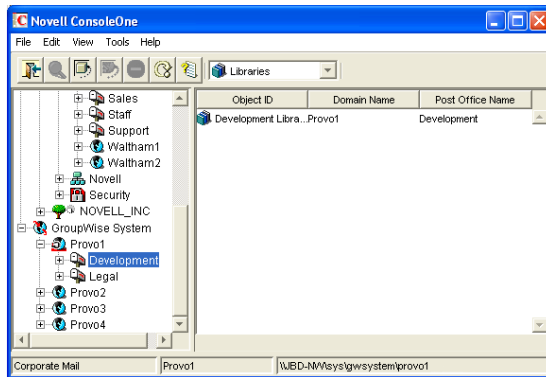 Novell ConsoleOne
File Edit View Tools Help
Libraries
Sales
Staff
Support
Waltham1
Waltham2
Novell
Security
NOVELL_INC
GroupWise System
Provo1
Development
Legal
Provo2
Provo3
Provo4
Object ID Domain Name Post Office Name
Development Libra...Provo1 Development
Corporate Mail Provo1 \\JBD-NW\sys\gwsystem\provo1